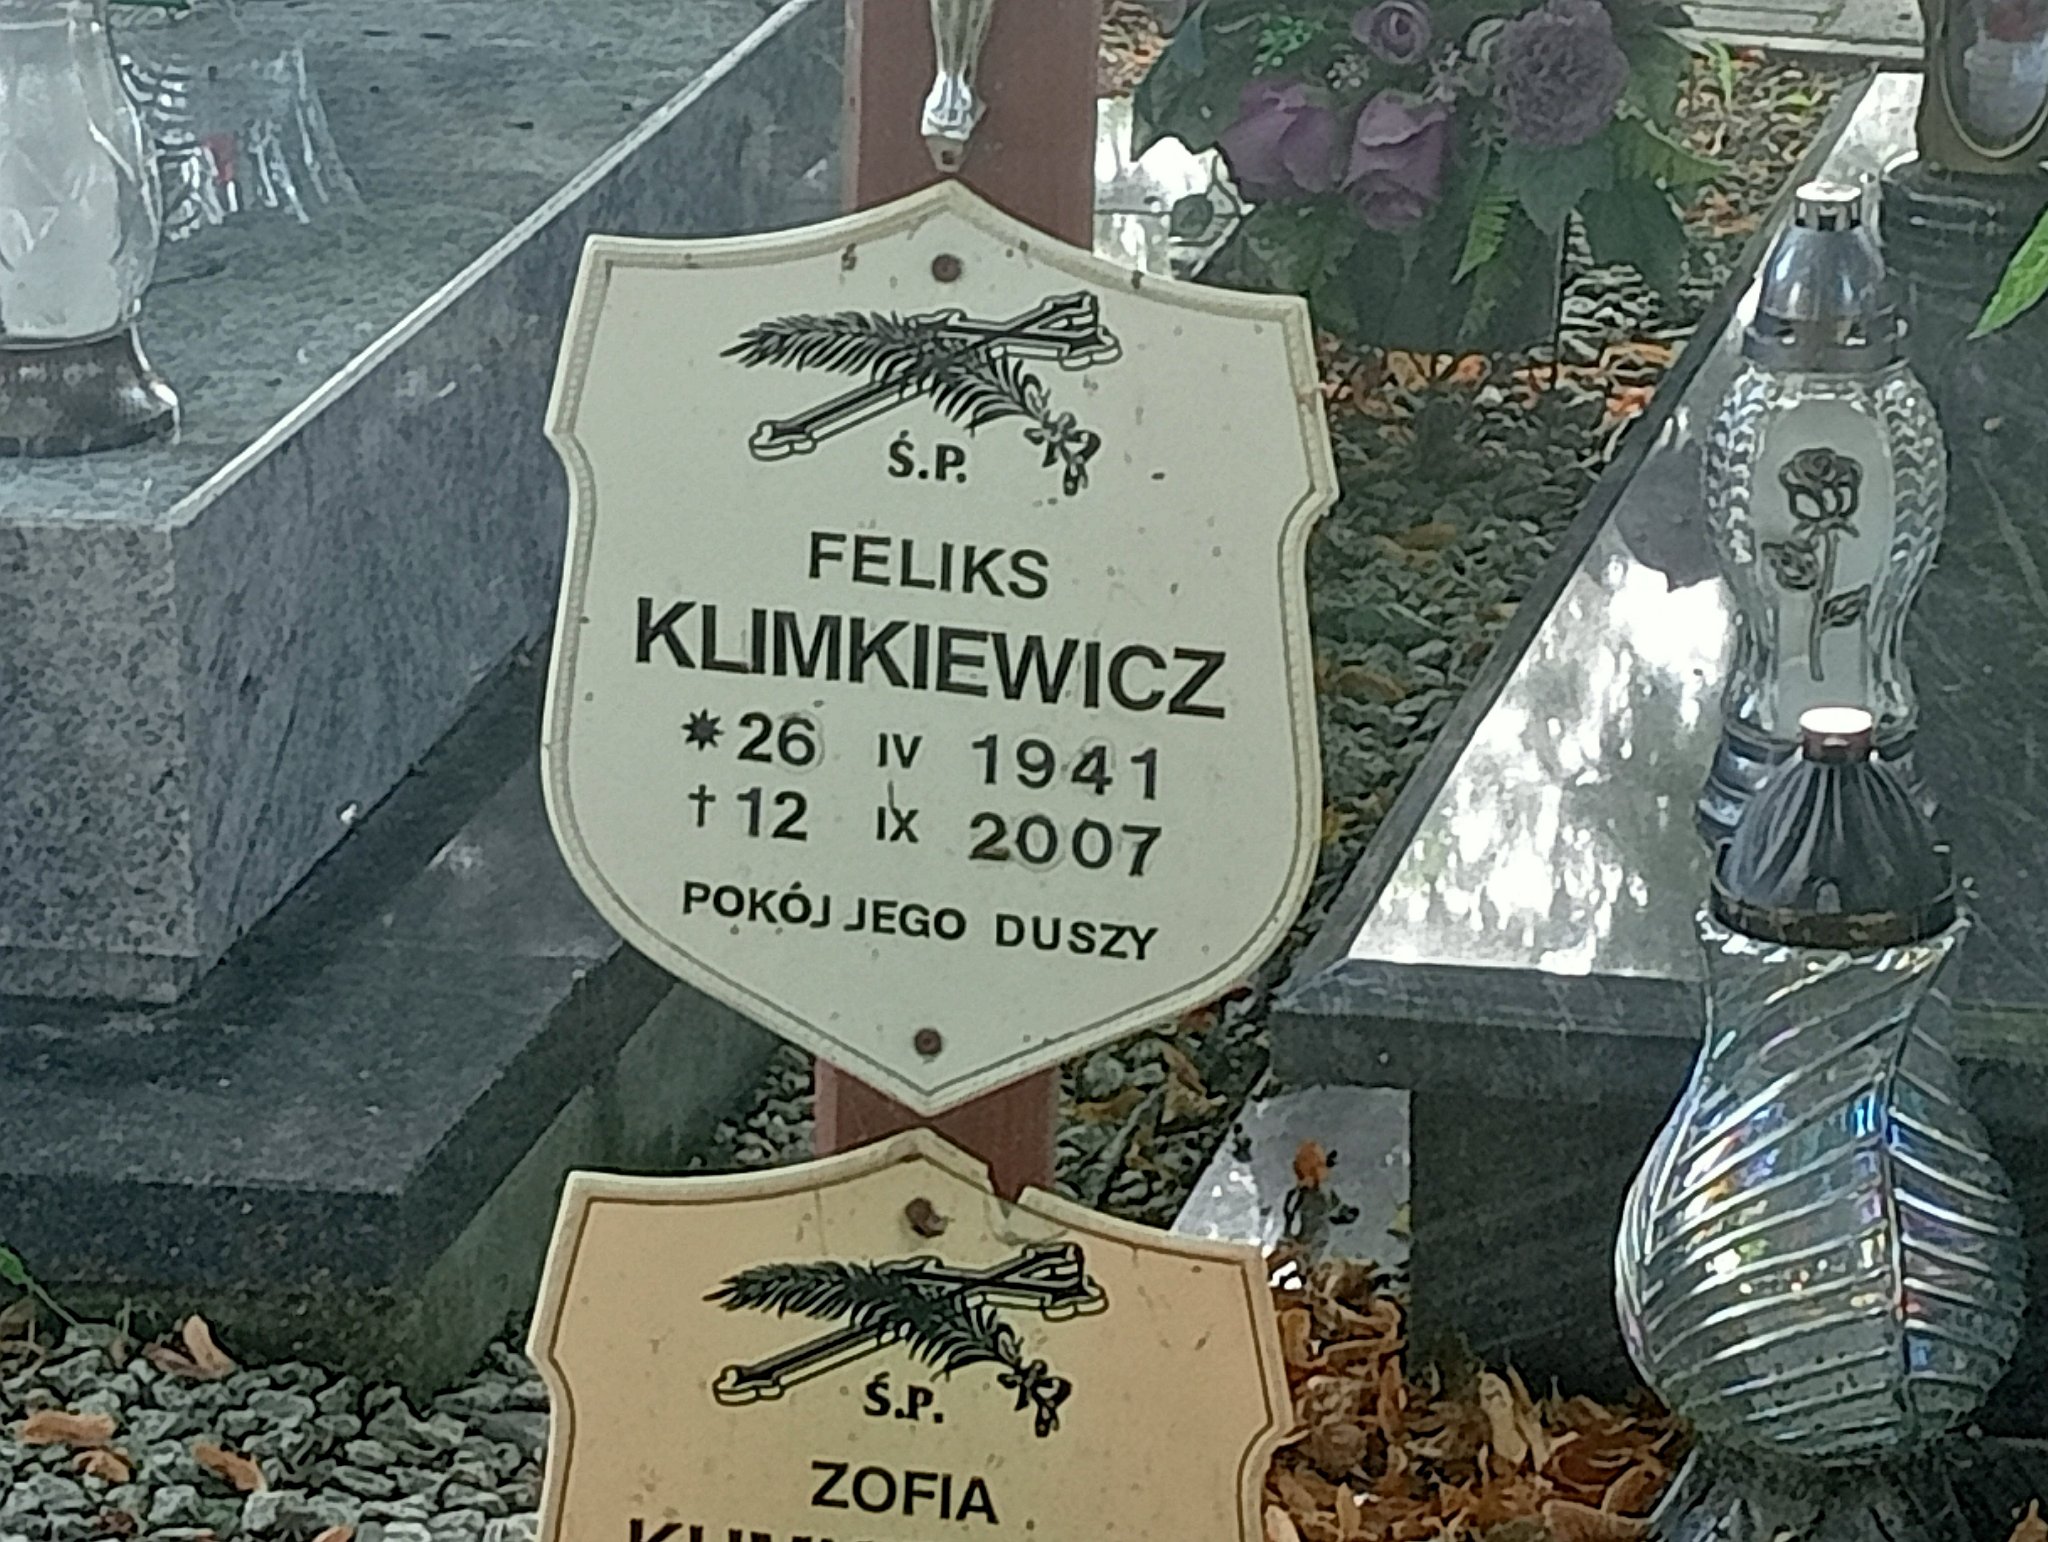 Ś.P.
FELIKS
KLIMKIEWICZ
* 26 IV 1941
† 12 IX 2007
POKÓJ JEGO DUSZY
Ś.P.
ZOFIA